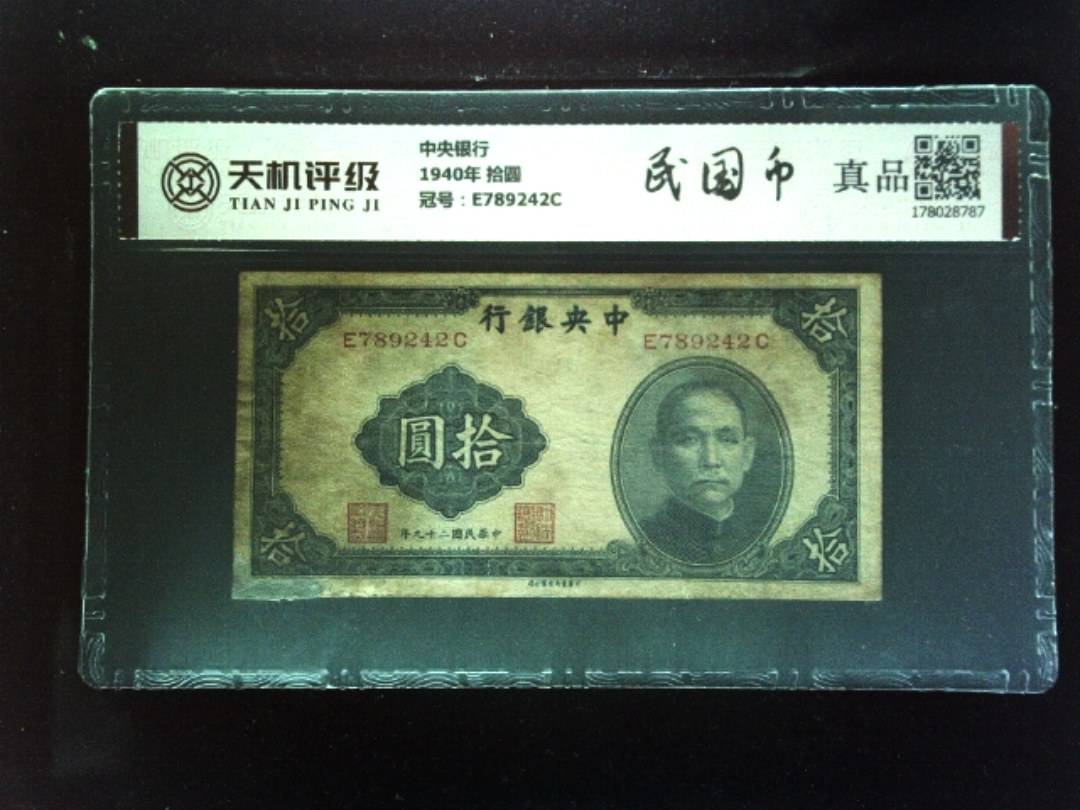 天机评级
TIAN JI PING JI
中央银行
1940年 拾圆
冠号：E789242C
民国币
真品
178028787
拾
行銀央中
拾
E789242C
E789242C
圓拾
年九十二國民華中
拾
拾